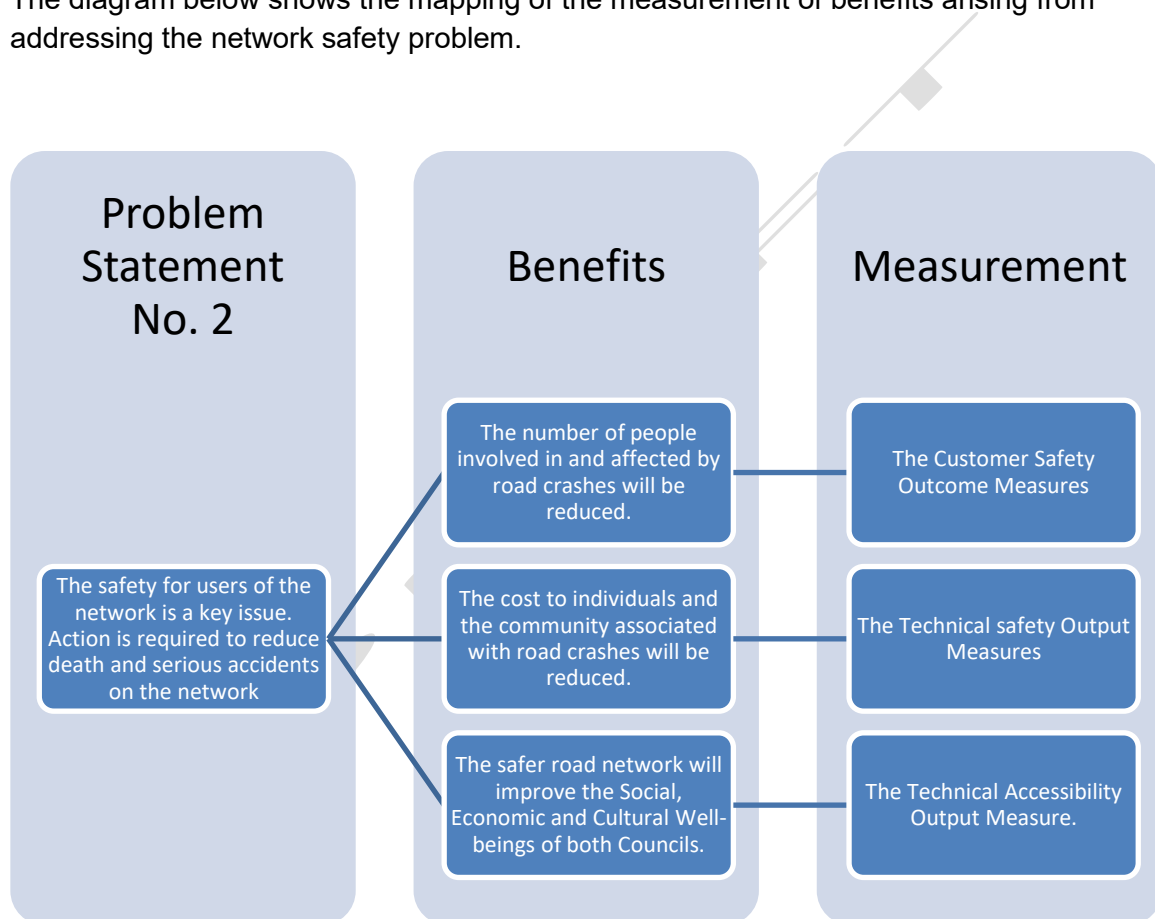 The diagram below shows the mapping of the measurement of benefits arising from
addressing the network safety problem.
Problem
Statement
No. 2
The safety for users of the
network is a key issue.
Action is required to reduce
death and serious accidents
on the network
Benefits
The number of people
involved in and affected by
road crashes will be
reduced.
The cost to individuals and
the community associated
with road crashes will be
reduced.
The safer road network will
improve the Social,
Economic and Cultural Well-
beings of both Councils.
Measurement
The Customer Safety
Outcome Measures
The Technical safety Output
Measures
The Technical Accessibility
Output Measure.